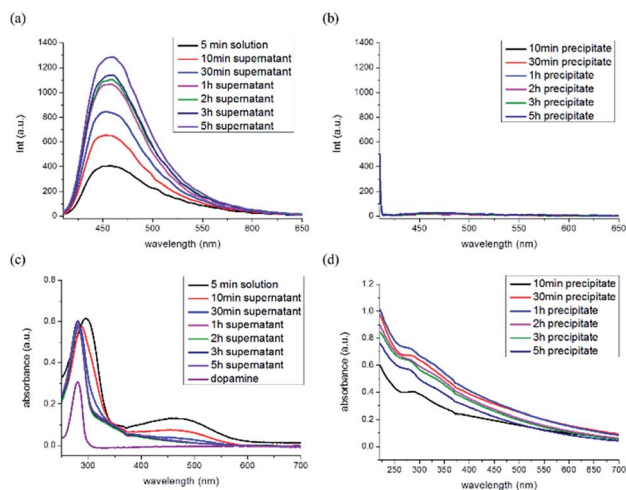 (a)
5 min solution
10min supernatant
30min supernatant
1h supernatant
2h supernatant
3h supernatant
5h supernatant
Int (a.u.)
1400
1200
1000
800
600
400
200
0
450 500 550 600 650
wavelength (nm)
(b)
10min precipitate
30min precipitate
1h precipitate
2h precipitate
3h precipitate
5h precipitate
Int (a.u.)
1400
1200
1000
800
600
400
200
0
450 500 550 600 650
wavelength (nm)
(c)
5 min solution
10min supernatant
30min supernatant
1h supernatant
2h supernatant
3h supernatant
5h supernatant
dopamine
absorbance (a.u.)
0.8
0.6
0.4
0.2
0.0
300 400 500 600 700
wavelength (nm)
(d)
10min precipitate
30min precipitate
1h precipitate
2h precipitate
3h precipitate
5h precipitate
absorbance (a.u.)
1.2
1.0
0.8
0.6
0.4
0.2
0.0
250 300 350 400 450 500 550 600 650 700
wavelength (nm)